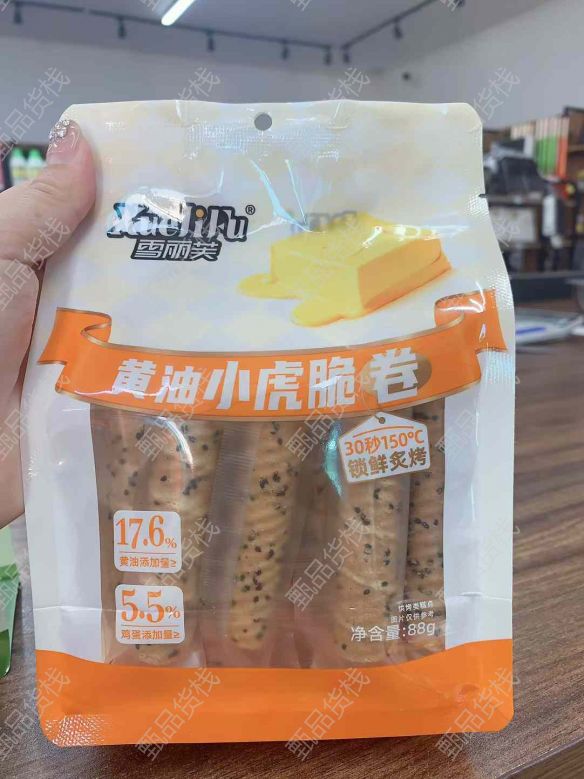 XueliFu®
雪丽芙
黄油小虎脆卷
30秒150℃
锁鲜炙烤
17.6%
黄油添加量≥
5.5%
鸡蛋添加量≥
烘烤类糕点
图片仅供参考
净含量:88g
甄品货栈